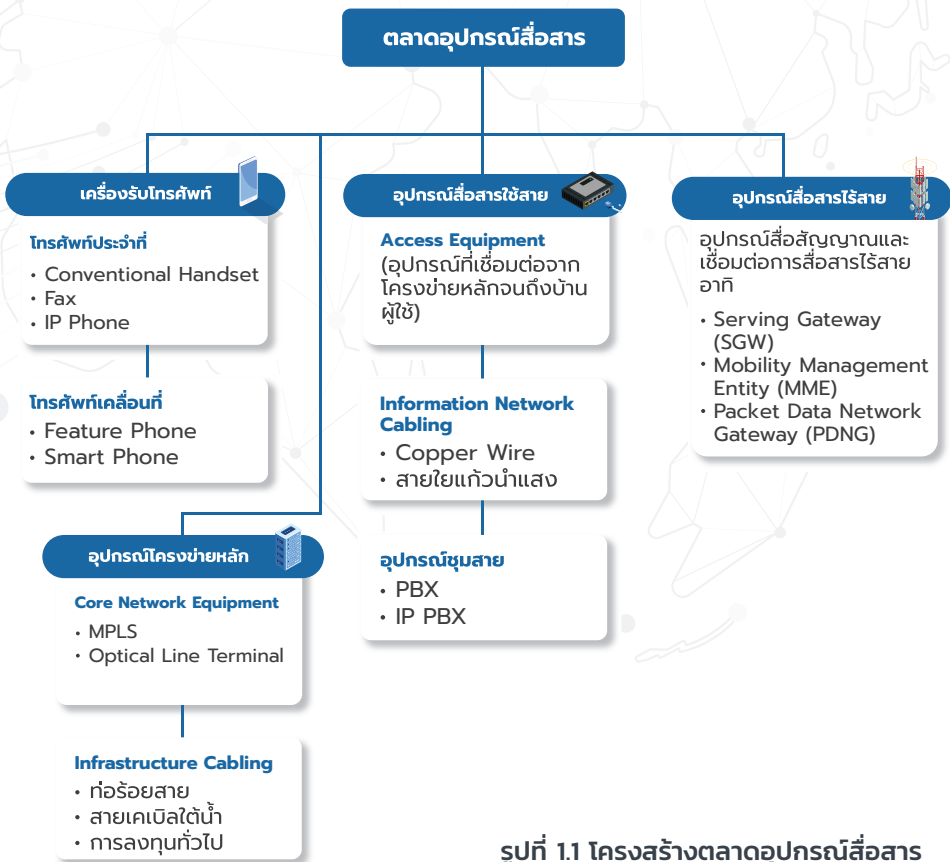 ตลาดอุปกรณ์สื่อสาร
เครื่องรับโทรศัพท์
โทรศัพท์ประจำที่
• Conventional Handset
• Fax
• IP Phone
โทรศัพท์เคลื่อนที่
• Feature Phone
• Smart Phone
อุปกรณ์โครงข่ายหลัก
Core Network Equipment
• MPLS
• Optical Line Terminal
Infrastructure Cabling
• ท่อร้อยสาย
• สายเคเบิลใต้น้ำ
• การลงทุนทั่วไป
อุปกรณ์สื่อสารใช้สาย
Access Equipment
(อุปกรณ์ที่เชื่อมต่อจาก
โครงข่ายหลักจนถึงบ้าน
ผู้ใช้)
Information Network
Cabling
• Copper Wire
• สายใยแก้วนำแสง
อุปกรณ์ชุมสาย
• PBX
• IP PBX
อุปกรณ์สื่อสารไร้สาย
อุปกรณ์สื่อสัญญาณและ
เชื่อมต่อการสื่อสารไร้สาย
อาทิ
• Serving Gateway
(SGW)
• Mobility Management
Entity (MME)
• Packet Data Network
Gateway (PDNG)
รูปที่ 1.1 โครงสร้างตลาดอุปกรณ์สื่อสาร